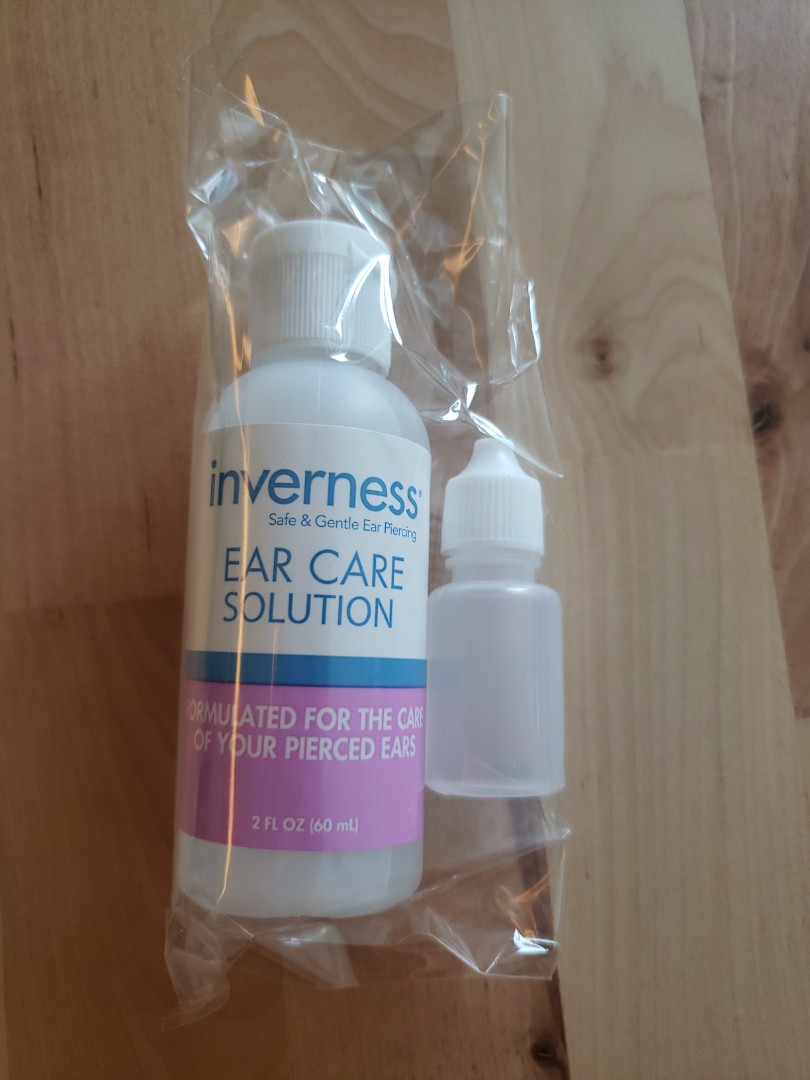 inverness®
Safe & Gentle Ear Piercing
EAR CARE
SOLUTION
FORMULATED FOR THE CARE
OF YOUR PIERCED EARS
2 FL OZ (60 mL)